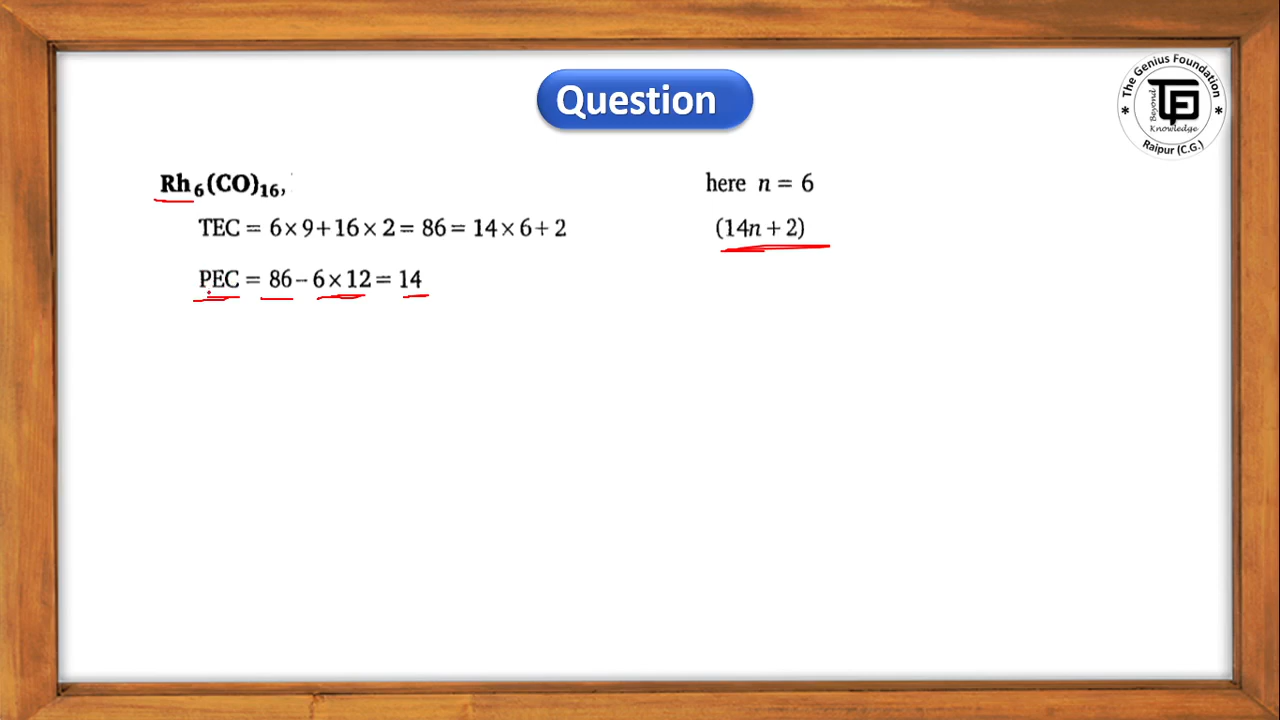 Question
The Genius Foundation
Beyond
TGF
Knowledge
* Raipur (C.G.) *
Rh₆(CO)₁₆, here n = 6
TEC = 6×9+16×2 = 86 = 14×6+2 (14n+2)
PEC = 86−6×12 = 14